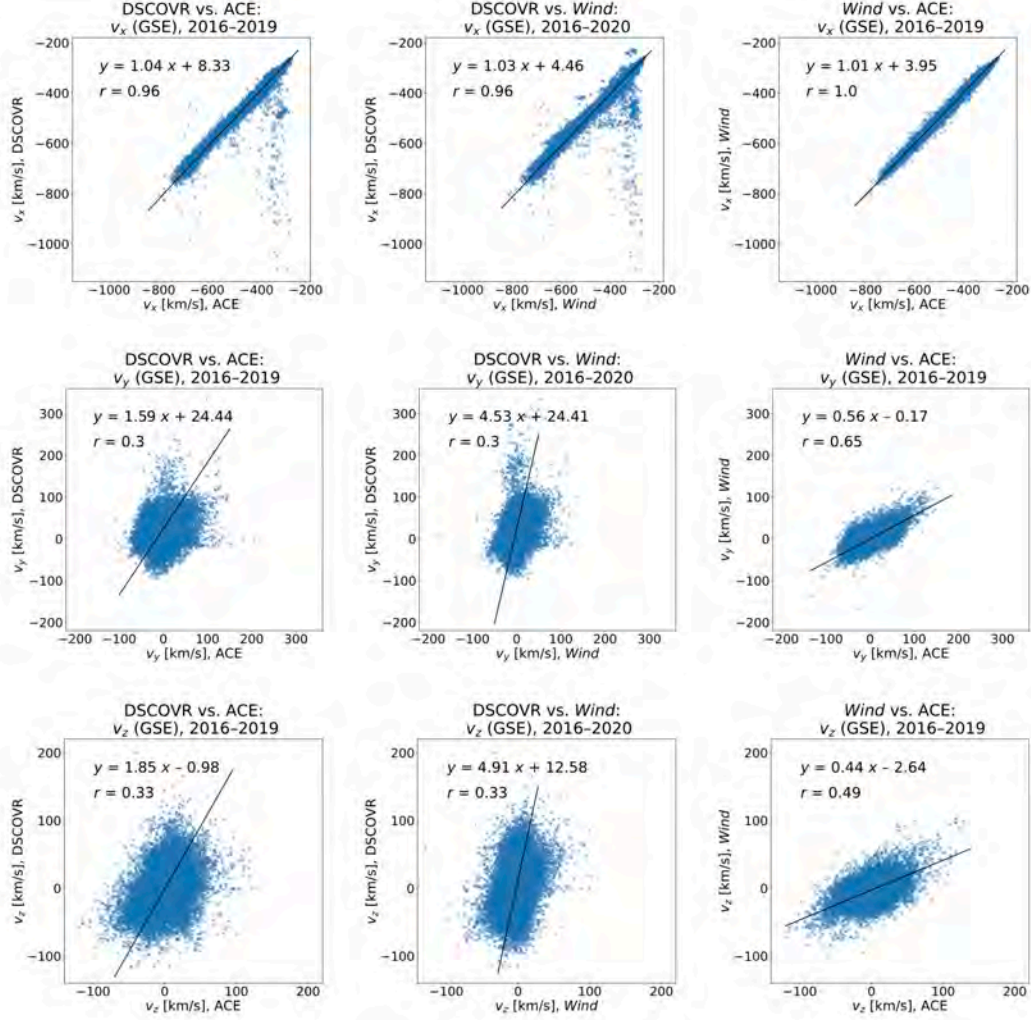 DSCOVR vs. ACE:
v_x (GSE), 2016–2019
y = 1.04 x + 8.33
r = 0.96
−200
−400
−600
−800
−1000
v_x [km/s], DSCOVR
−1000 −800 −600 −400 −200
v_x [km/s], ACE
DSCOVR vs. Wind:
v_x (GSE), 2016–2020
y = 1.03 x + 4.46
r = 0.96
−200
−400
−600
−800
−1000
v_x [km/s], DSCOVR
−1000 −800 −600 −400 −200
v_x [km/s], Wind
Wind vs. ACE:
v_x (GSE), 2016–2019
y = 1.01 x + 3.95
r = 1.0
−200
−400
−600
−800
−1000
v_x [km/s], Wind
−1000 −800 −600 −400 −200
v_x [km/s], ACE
DSCOVR vs. ACE:
v_y (GSE), 2016–2019
y = 1.59 x + 24.44
r = 0.3
300
200
100
0
−100
−200
v_y [km/s], DSCOVR
−200 −100 0 100 200 300
v_y [km/s], ACE
DSCOVR vs. Wind:
v_y (GSE), 2016–2020
y = 4.53 x + 24.41
r = 0.3
300
200
100
0
−100
−200
v_y [km/s], DSCOVR
−200 −100 0 100 200 300
v_y [km/s], Wind
Wind vs. ACE:
v_y (GSE), 2016–2019
y = 0.56 x – 0.17
r = 0.65
300
200
100
0
−100
−200
v_y [km/s], Wind
−200 −100 0 100 200 300
v_y [km/s], ACE
DSCOVR vs. ACE:
v_z (GSE), 2016–2019
y = 1.85 x – 0.98
r = 0.33
200
100
0
−100
v_z [km/s], DSCOVR
−100 0 100 200
v_z [km/s], ACE
DSCOVR vs. Wind:
v_z (GSE), 2016–2020
y = 4.91 x + 12.58
r = 0.33
200
100
0
−100
v_z [km/s], DSCOVR
−100 0 100 200
v_z [km/s], Wind
Wind vs. ACE:
v_z (GSE), 2016–2019
y = 0.44 x – 2.64
r = 0.49
200
100
0
−100
v_z [km/s], Wind
−100 0 100 200
v_z [km/s], ACE